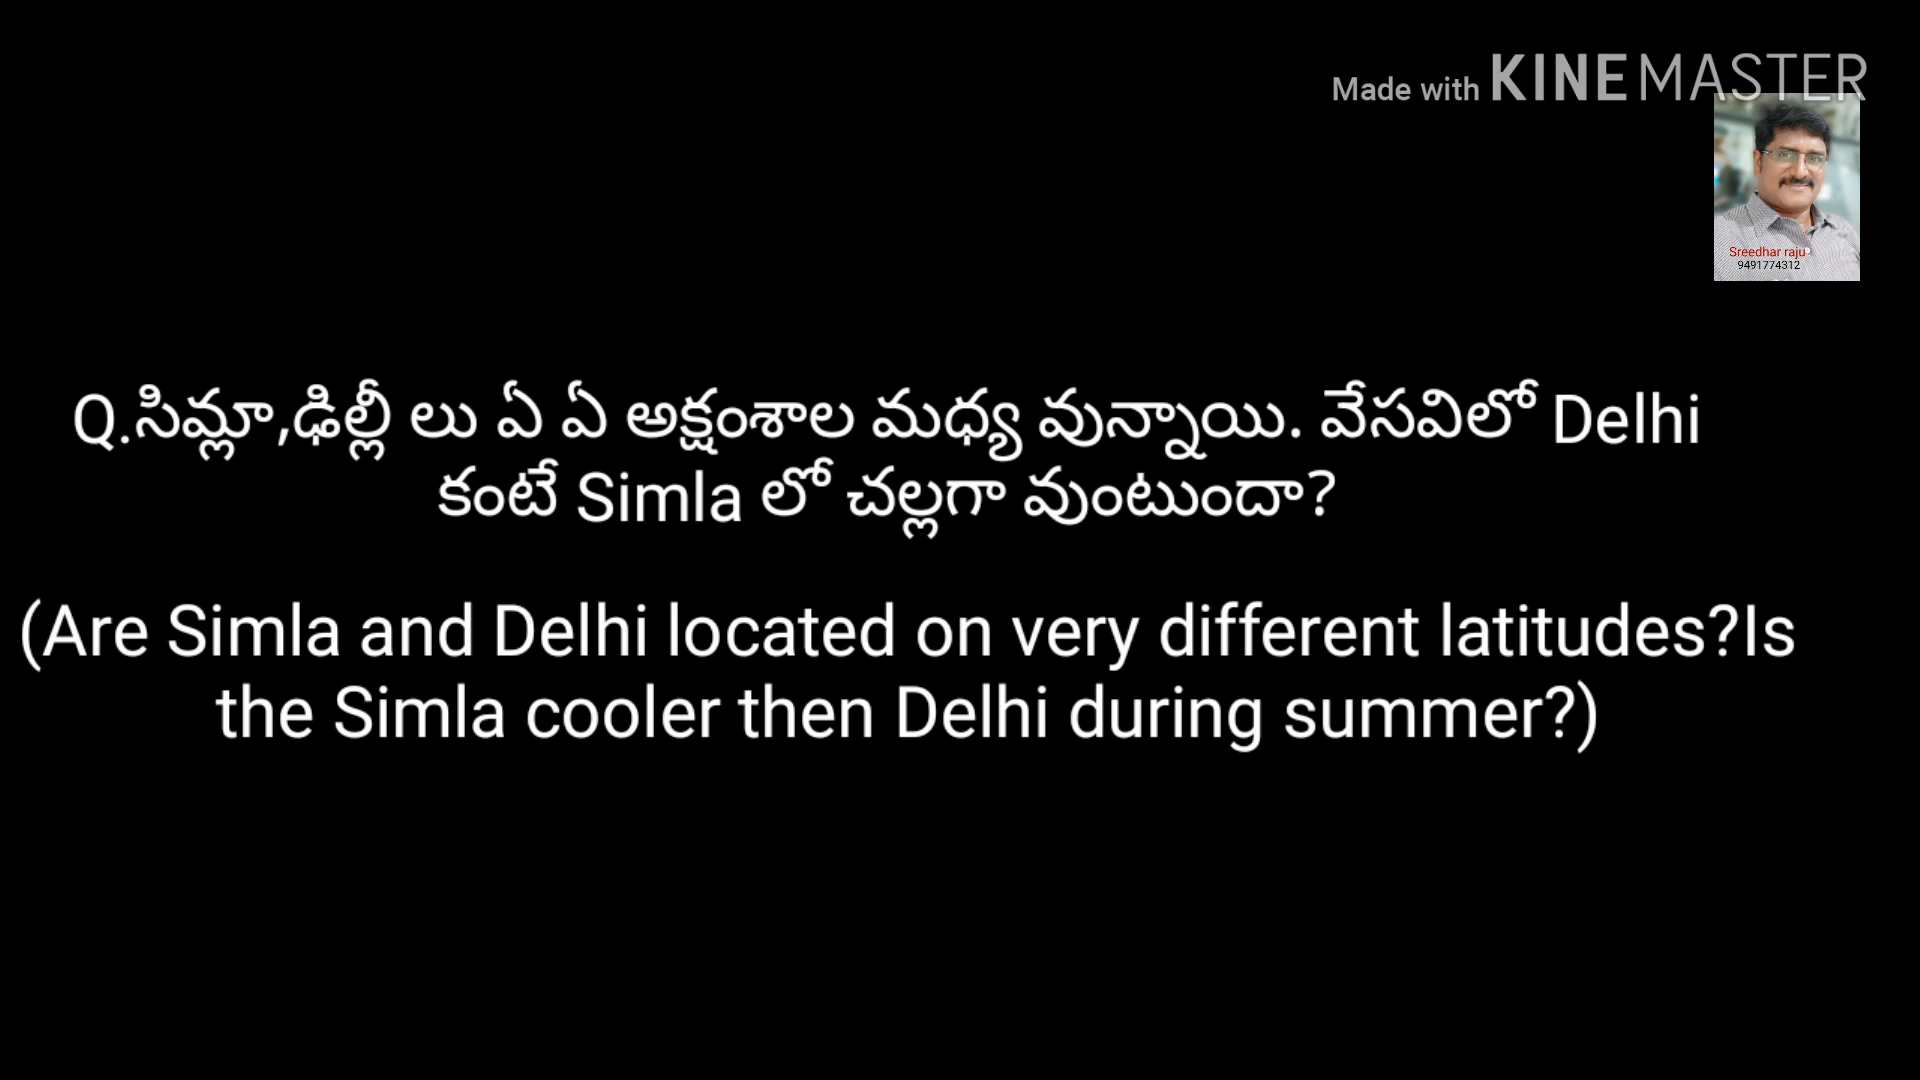 Made with KINEMASTER
Sreedhar raju
9491774312
Q.సిమ్లా,ఢిల్లీ లు ఏ ఏ అక్షంశాల మధ్య వున్నాయి. వేసవిలో Delhi
కంటే Simla లో చల్లగా వుంటుందా?
(Are Simla and Delhi located on very different latitudes?Is
the Simla cooler then Delhi during summer?)